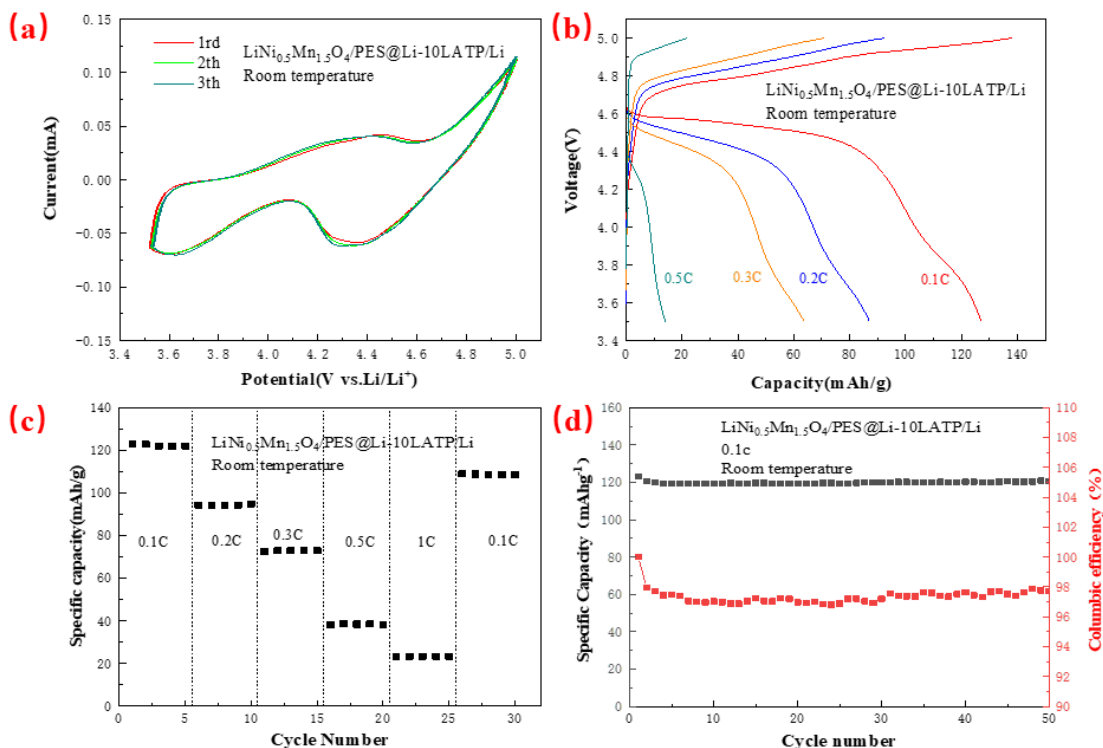 (a)
0.15
0.10
0.05
0.00
-0.05
-0.10
-0.15
Current(mA)
1rd
2th
3th
LiNi0.5Mn1.5O4/PES@Li-10LATP/Li
Room temperature
3.4 3.6 3.8 4.0 4.2 4.4 4.6 4.8 5.0
Potential(V vs.Li/Li+)
(b)
5.0
4.8
4.6
4.4
4.2
4.0
3.8
3.6
3.4
Voltage(V)
LiNi0.5Mn1.5O4/PES@Li-10LATP/Li
Room temperature
0.5C 0.3C 0.2C 0.1C
0 20 40 60 80 100 120 140
Capacity(mAh/g)
(c)
140
120
100
80
60
40
20
0
Specific capacity(mAh/g)
LiNi0.5Mn1.5O4/PES@Li-10LATP/Li
Room temperature
0.1C 0.2C 0.3C 0.5C 1C 0.1C
0 5 10 15 20 25 30
Cycle Number
(d)
160
140
120
100
80
60
40
20
0
Specific Capacity (mAhg-1)
LiNi0.5Mn1.5O4/PES@Li-10LATP/Li
0.1c
Room temperature
110
108
106
104
102
100
98
96
94
92
90
Columbic efficiency (%)
0 10 20 30 40 50
Cycle number